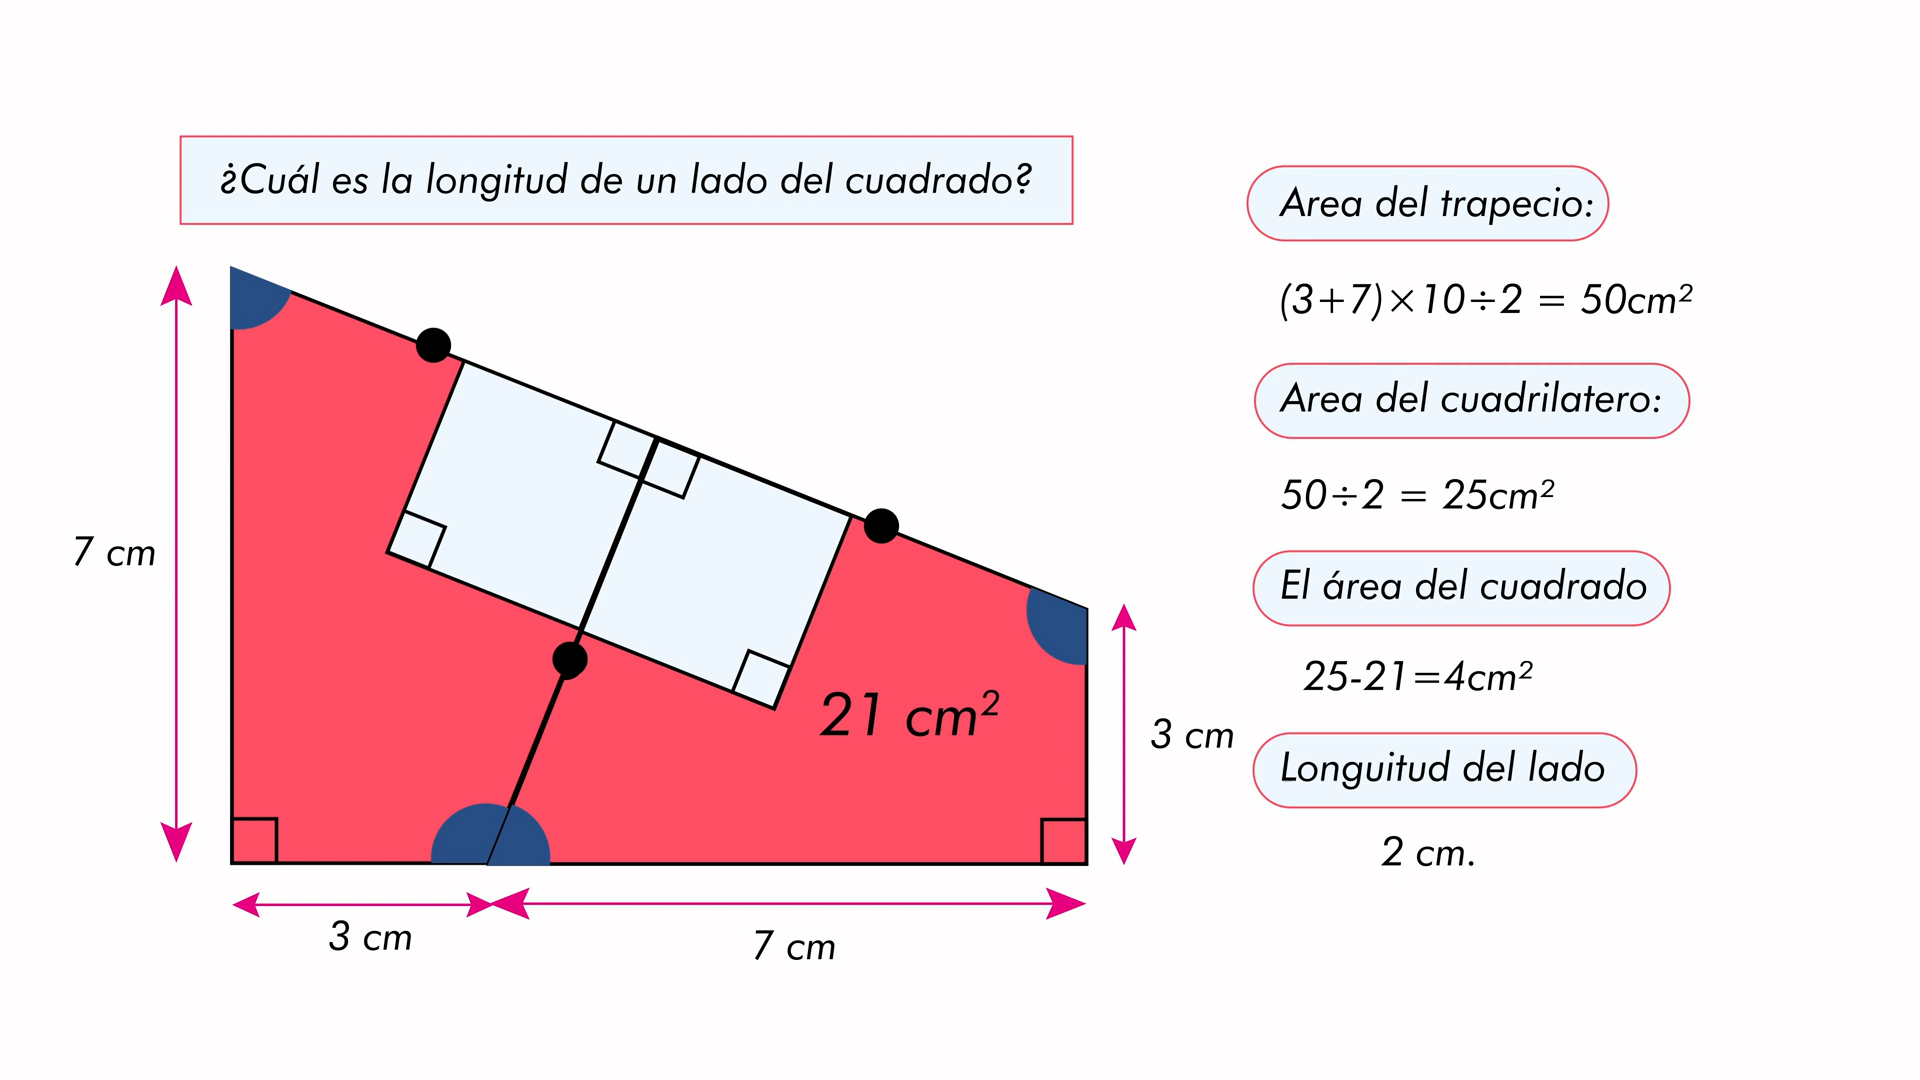 ¿Cuál es la longitud de un lado del cuadrado?
7 cm
21 cm²
3 cm
3 cm
7 cm
Area del trapecio:
(3+7)×10÷2 = 50cm²
Area del cuadrilatero:
50÷2 = 25cm²
El área del cuadrado
25-21=4cm²
Longuitud del lado
2 cm.